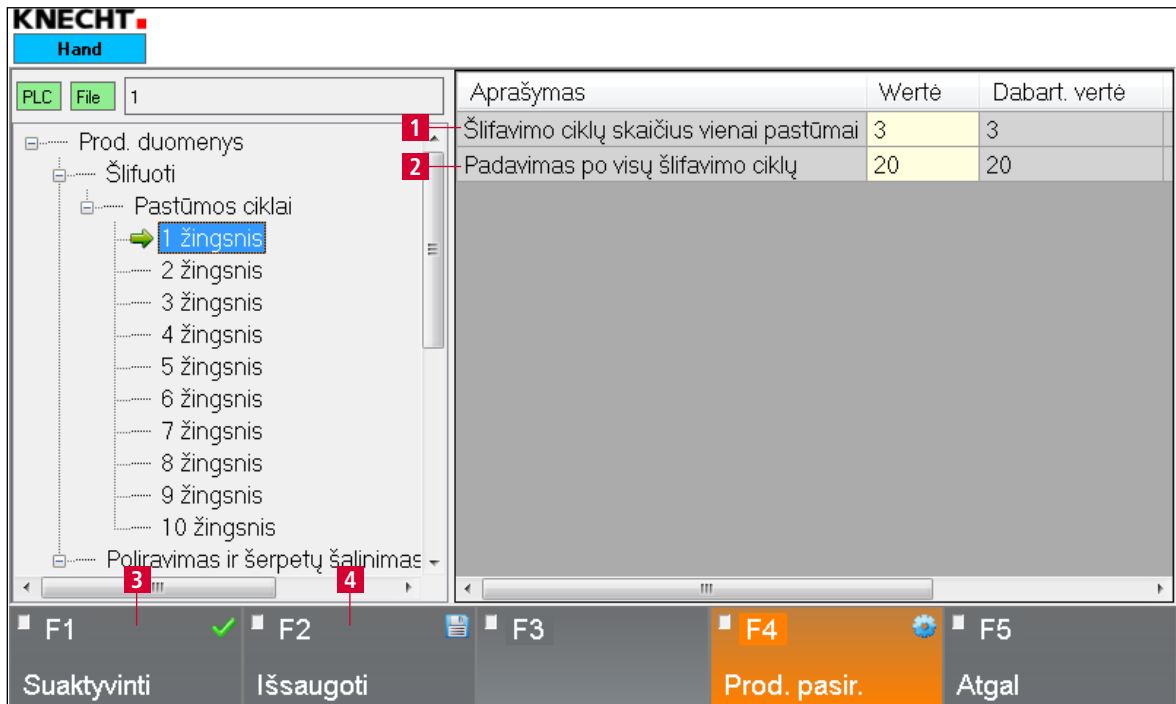 KNECHT
Hand
PLC File 1
Prod. duomenys
Šlifuoti
Pastūmos ciklai
1 žingsnis
2 žingsnis
3 žingsnis
4 žingsnis
5 žingsnis
6 žingsnis
7 žingsnis
8 žingsnis
9 žingsnis
10 žingsnis
Poliravimas ir šerpetų šalinimas
Aprašymas Wertė Dabart. vertė
1 Šlifavimo ciklų skaičius vienai pastūmai 3 3
2 Padavimas po visų šlifavimo ciklų 20 20
3 4
F1 F2 F3 F4 F5
Suaktyvinti Išsaugoti Prod. pasir. Atgal